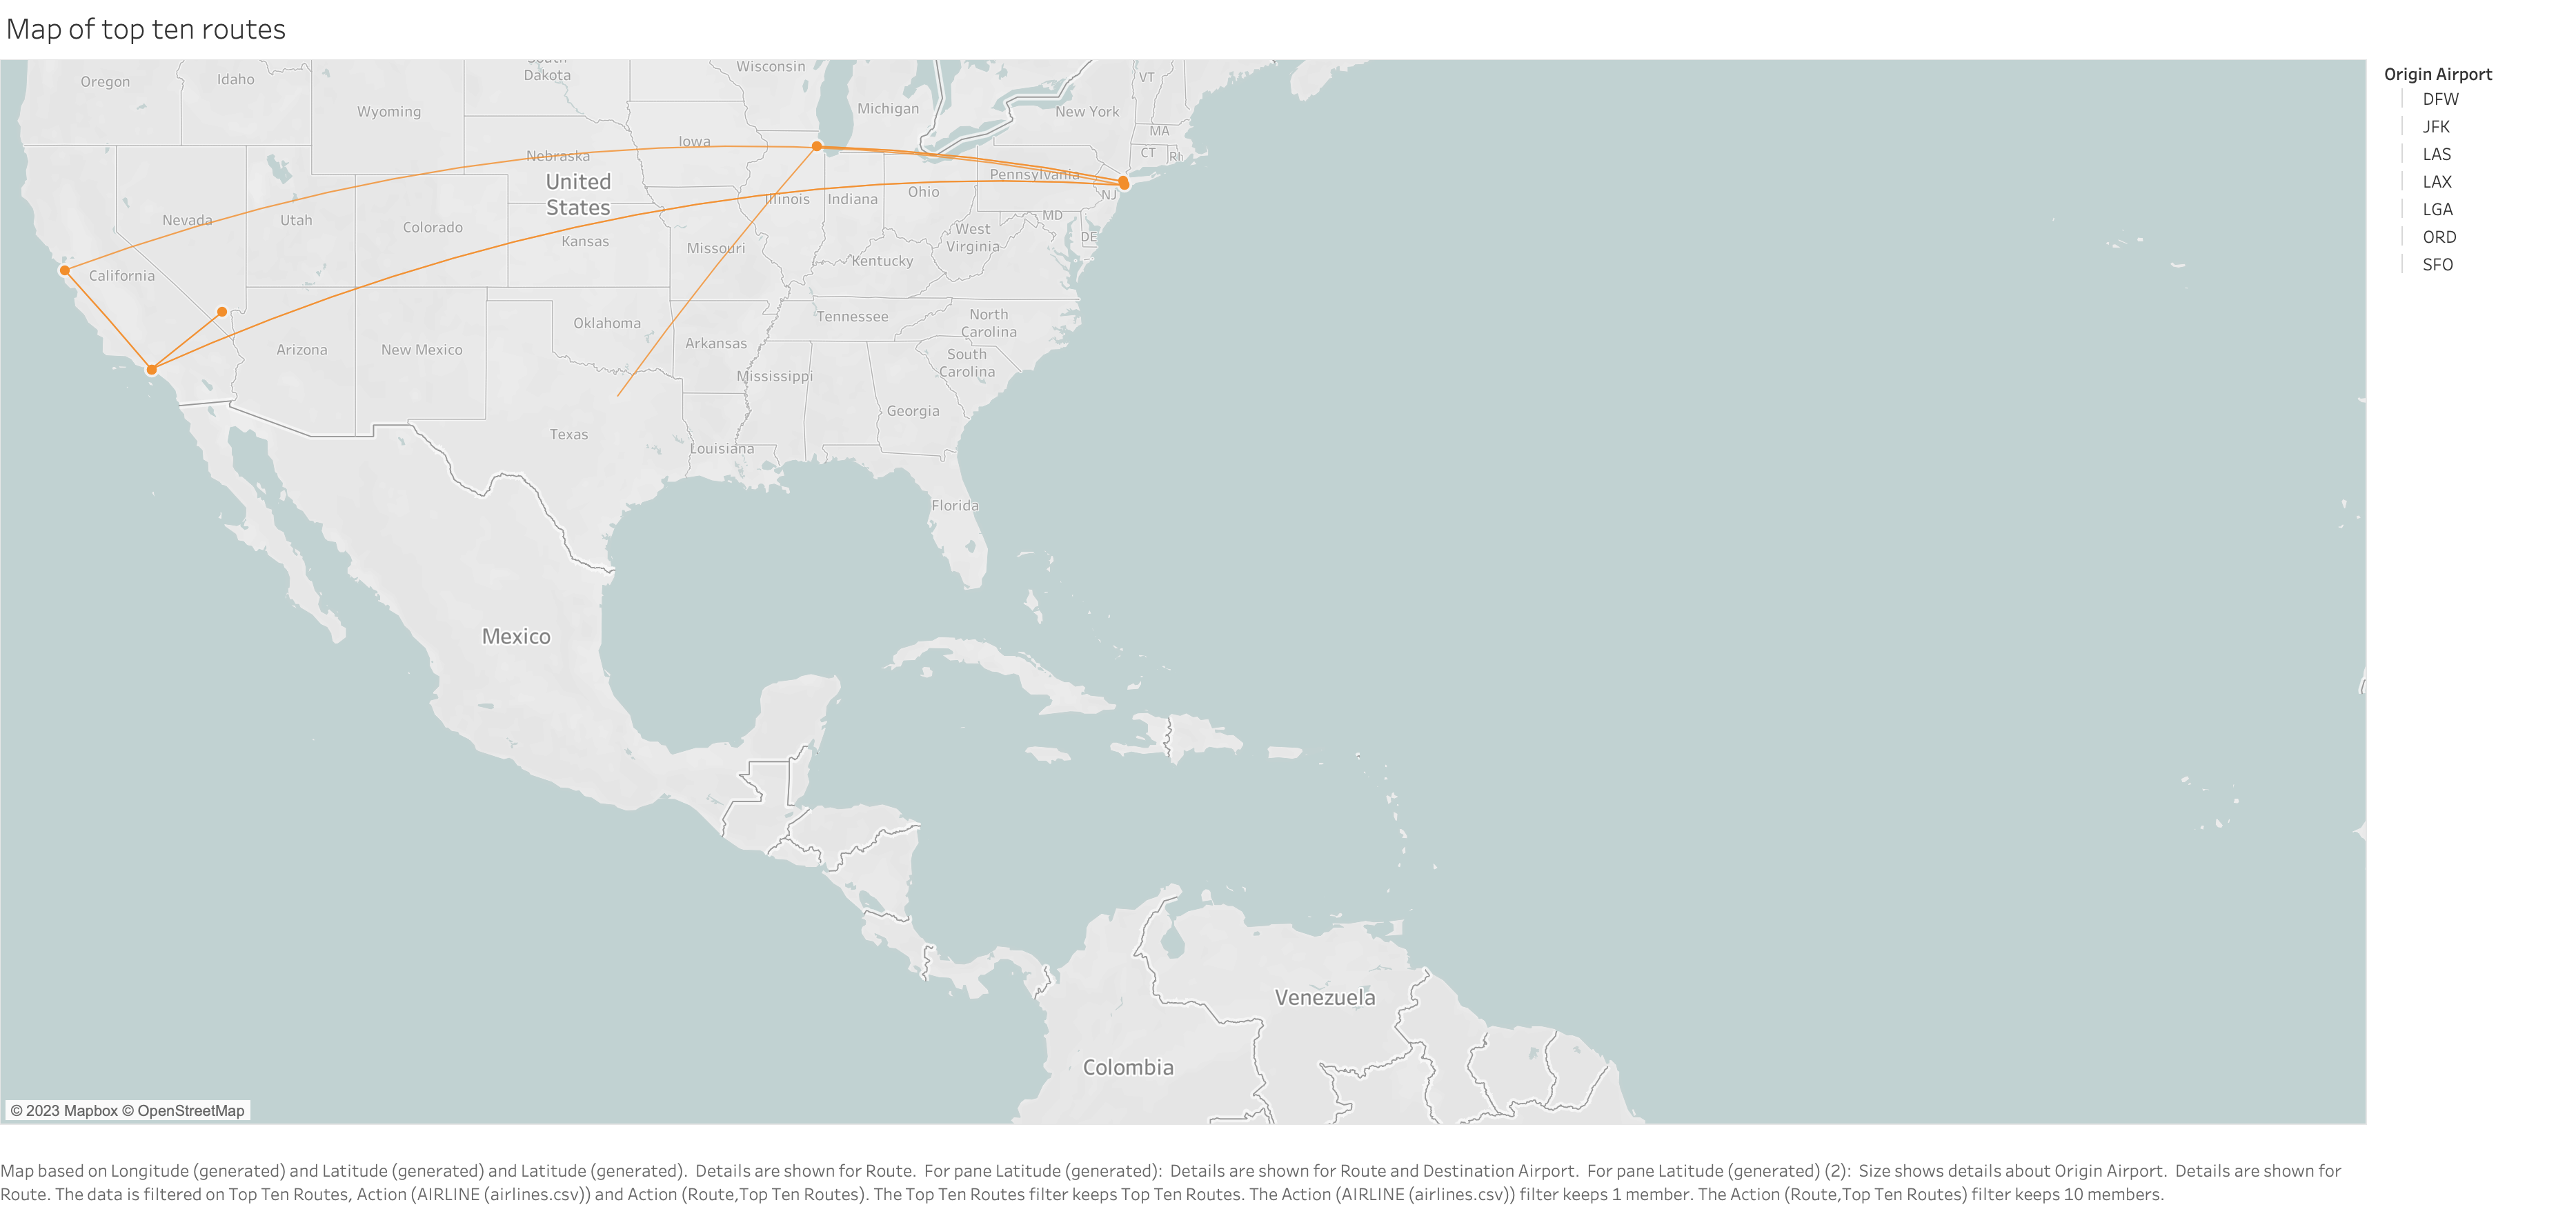 Map of top ten routes
Origin Airport
DFW
JFK
LAS
LAX
LGA
ORD
SFO
Oregon
Idaho
Wyoming
South
Dakota
Wisconsin
Michigan
New York
VT
MA
CT
RI
Iowa
Nebraska
United
States
Pennsylvania
NJ
Illinois
Indiana
Ohio
MD
DE
West
Virginia
Nevada
Utah
Colorado
Kansas
Missouri
Kentucky
California
Tennessee
North
Carolina
Oklahoma
Arkansas
South
Carolina
Arizona
New Mexico
Mississippi
Georgia
Texas
Louisiana
Florida
Mexico
Venezuela
Colombia
© 2023 Mapbox © OpenStreetMap
Map based on Longitude (generated) and Latitude (generated) and Latitude (generated).  Details are shown for Route.  For pane Latitude (generated):  Details are shown for Route and Destination Airport.  For pane Latitude (generated) (2):  Size shows details about Origin Airport.  Details are shown for
Route. The data is filtered on Top Ten Routes, Action (AIRLINE (airlines.csv)) and Action (Route,Top Ten Routes). The Top Ten Routes filter keeps Top Ten Routes. The Action (AIRLINE (airlines.csv)) filter keeps 1 member. The Action (Route,Top Ten Routes) filter keeps 10 members.